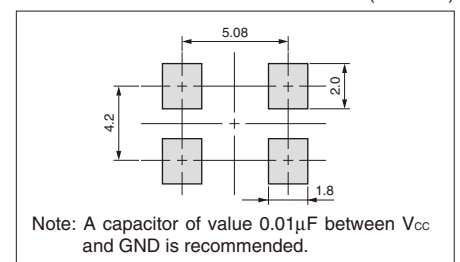 5.08
4.2
2.0
1.8
Note: A capacitor of value 0.01μF between Vcc
and GND is recommended.